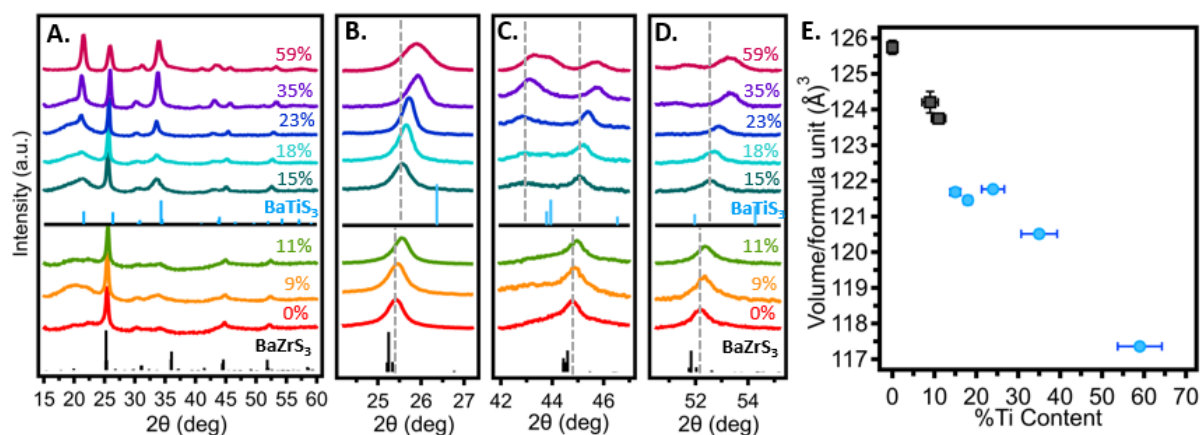 A.
59%
35%
23%
18%
15%
BaTiS3
11%
9%
0%
BaZrS3
Intensity (a.u.)
15 20 25 30 35 40 45 50 55 60
2θ (deg)
B.
25 26 27
2θ (deg)
C.
42 44 46
2θ (deg)
D.
59%
35%
23%
18%
15%
BaTiS3
11%
9%
0%
BaZrS3
52 54
2θ (deg)
E.
Volume/formula unit (Å)3
126
125
124
123
122
121
120
119
118
117
0 10 20 30 40 50 60 70
%Ti Content